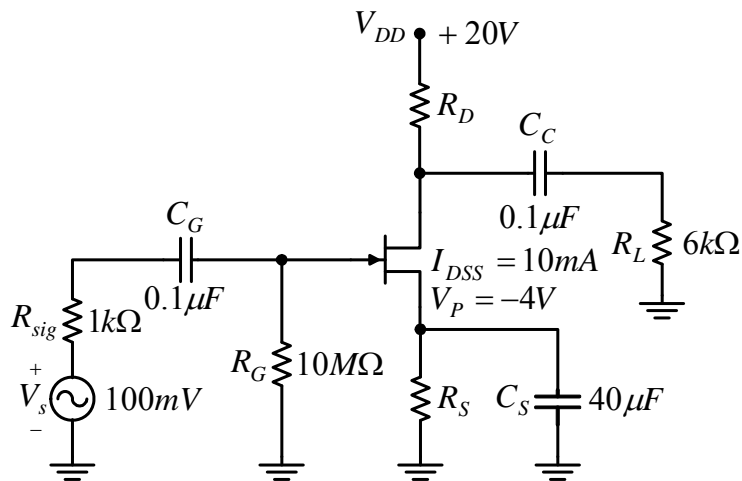 V_DD +20V
R_D
C_C
0.1μF
C_G
0.1μF
R_L 6kΩ
I_DSS = 10mA
V_P = −4V
R_sig 1kΩ
R_G 10MΩ
R_S
C_S 40μF
+
V_s 100mV
−